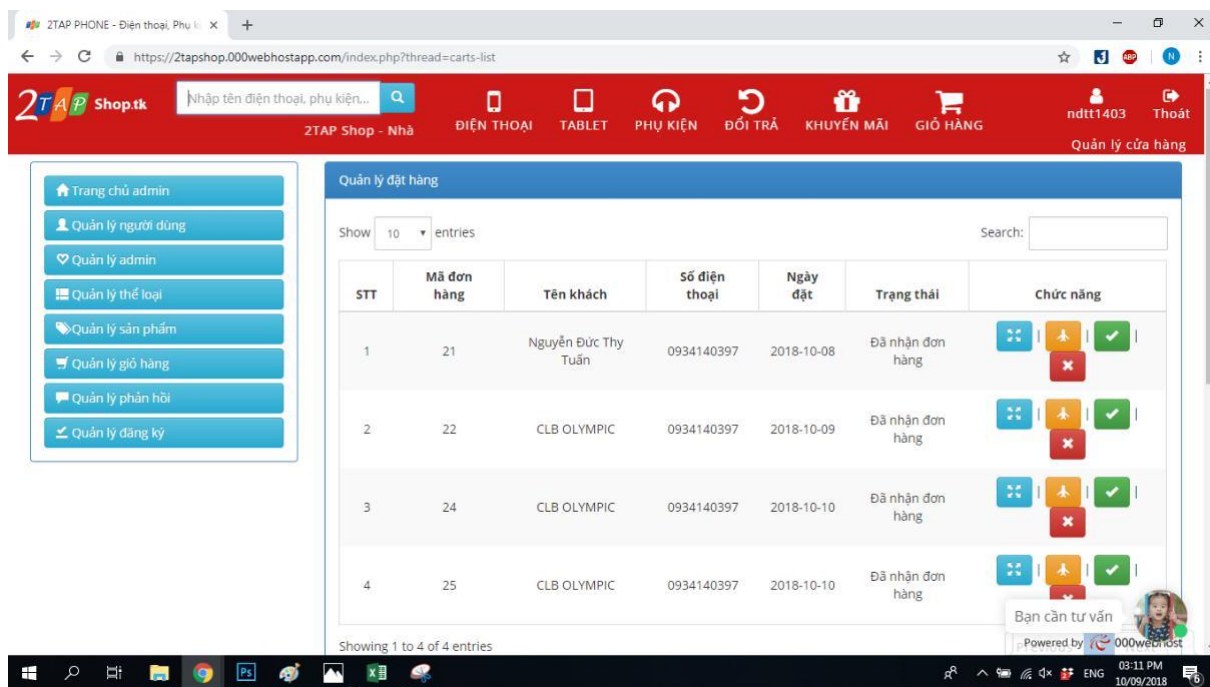 2TAP PHONE - Điện thoại, Phụ k
https://2tapshop.000webhostapp.com/index.php?thread=carts-list
ABP
N
2TAP Shop.tk
Nhập tên điện thoại, phụ kiện...
2TAP Shop - Nhà
ĐIỆN THOẠI
TABLET
PHỤ KIỆN
ĐỔI TRẢ
KHUYẾN MÃI
GIỎ HÀNG
ndtt1403
Thoát
Quản lý cửa hàng
Trang chủ admin
Quản lý người dùng
Quản lý admin
Quản lý thể loại
Quản lý sản phẩm
Quản lý giỏ hàng
Quản lý phản hồi
Quản lý đăng ký
Quản lý đặt hàng
Show 10 entries
Search:
STT
Mã đơn
hàng
Tên khách
Số điện
thoại
Ngày
đặt
Trạng thái
Chức năng
1
21
Nguyễn Đức Thy
Tuấn
0934140397
2018-10-08
Đã nhận đơn
hàng
2
22
CLB OLYMPIC
0934140397
2018-10-09
Đã nhận đơn
hàng
3
24
CLB OLYMPIC
0934140397
2018-10-10
Đã nhận đơn
hàng
4
25
CLB OLYMPIC
0934140397
2018-10-10
Đã nhận đơn
hàng
Bạn cần tư vấn
Showing 1 to 4 of 4 entries
Powered by 000webhost
Ps
ENG
03:11 PM
10/09/2018
6